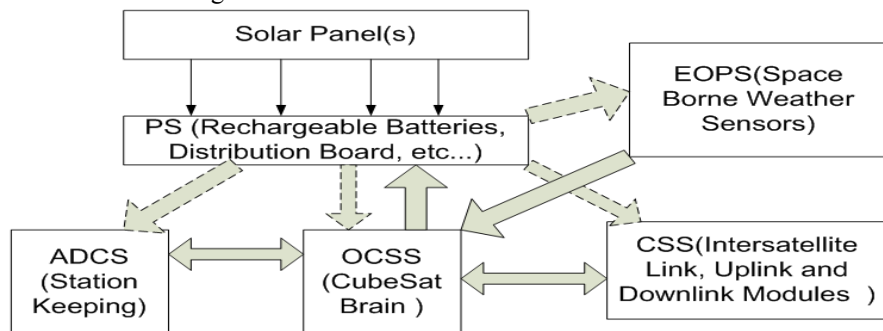 Solar Panel(s)
EOPS(Space
Borne Weather
Sensors)
PS (Rechargeable Batteries,
Distribution Board, etc...)
ADCS
(Station
Keeping)
OCSS
(CubeSat
Brain )
CSS(Intersatellite
Link, Uplink and
Downlink Modules )